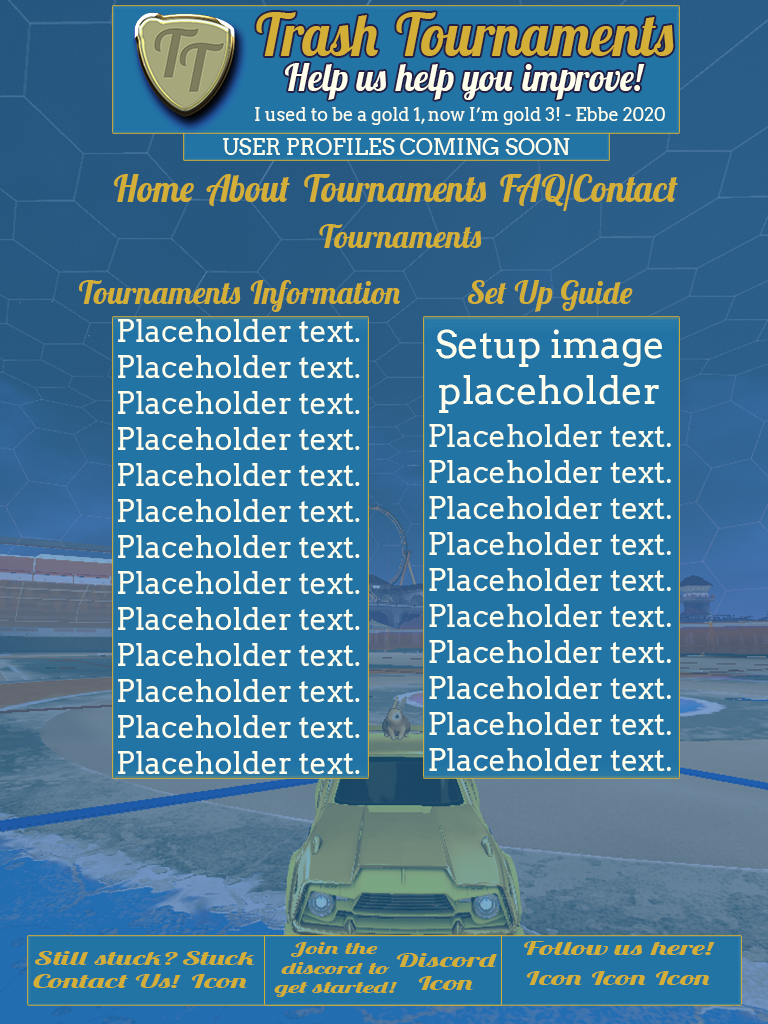 TT
Trash Tournaments
Help us help you improve!
I used to be a gold 1, now I'm gold 3! - Ebbe 2020
USER PROFILES COMING SOON
Home About Tournaments FAQ/Contact
Tournaments
Tournaments Information
Placeholder text.
Placeholder text.
Placeholder text.
Placeholder text.
Placeholder text.
Placeholder text.
Placeholder text.
Placeholder text.
Placeholder text.
Placeholder text.
Placeholder text.
Placeholder text.
Placeholder text.
Set Up Guide
Setup image
placeholder
Placeholder text.
Placeholder text.
Placeholder text.
Placeholder text.
Placeholder text.
Placeholder text.
Placeholder text.
Placeholder text.
Placeholder text.
Placeholder text.
Still stuck?
Contact Us!
Stuck
Icon
Join the
discord to
get started!
Discord
Icon
Follow us here!
Icon Icon Icon